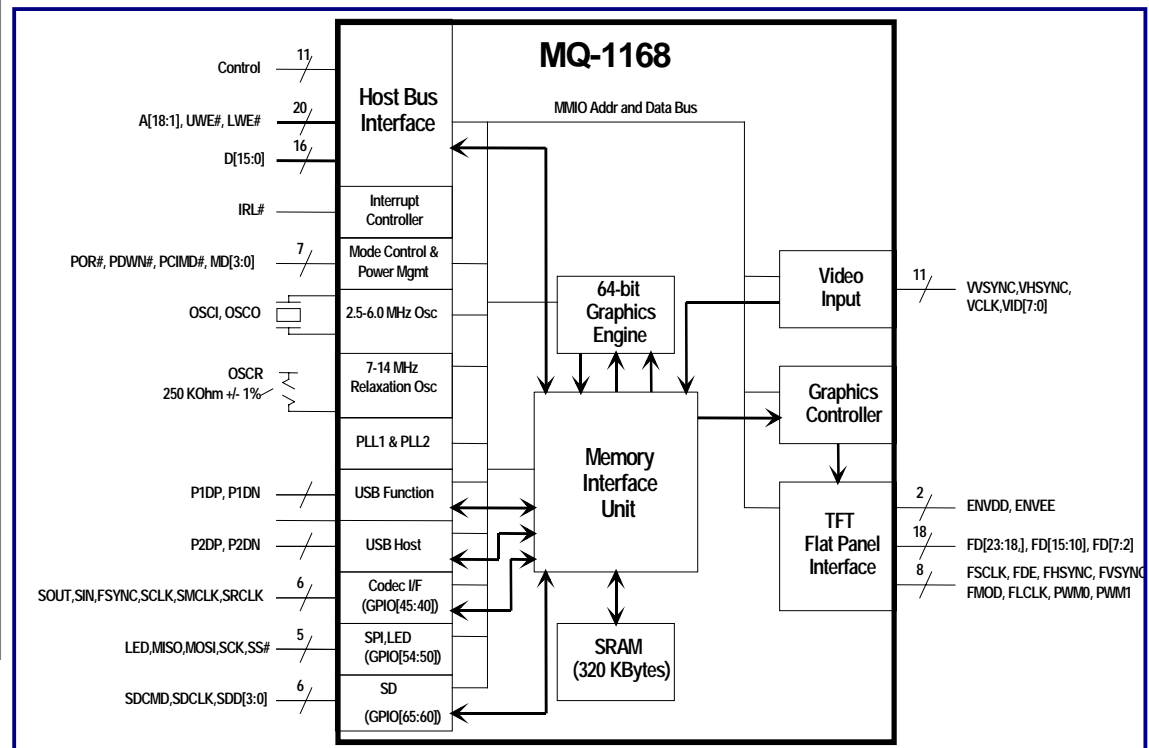 MQ-1168
11
Control
20
A[18:1], UWE#, LWE#
16
D[15:0]
IRL#
7
POR#, PDWN#, PCIMD#, MD[3:0]
OSCI, OSCO
OSCR
250 KOhm +/- 1%
P1DP, P1DN
P2DP, P2DN
6
SOUT,SIN,FSYNC,SCLK,SMCLK,SRCLK
5
LED,MISO,MOSI,SCK,SS#
6
SDCMD,SDCLK,SDD[3:0]
Host Bus
Interface
Interrupt
Controller
Mode Control &
Power Mgmt
2.5-6.0 MHz Osc
7-14 MHz
Relaxation Osc
PLL1 & PLL2
USB Function
USB Host
Codec I/F
(GPIO[45:40])
SPI,LED
(GPIO[54:50])
SD
(GPIO[65:60])
MMIO Addr and Data Bus
64-bit
Graphics
Engine
Memory
Interface
Unit
SRAM
(320 KBytes)
Video
Input
Graphics
Controller
TFT
Flat Panel
Interface
11
VVSYNC,VHSYNC,
VCLK,VID[7:0]
2
ENVDD, ENVEE
18
FD[23:18,], FD[15:10], FD[7:2]
8
FSCLK, FDE, FHSYNC, FVSYNC
FMOD, FLCLK, PWM0, PWM1